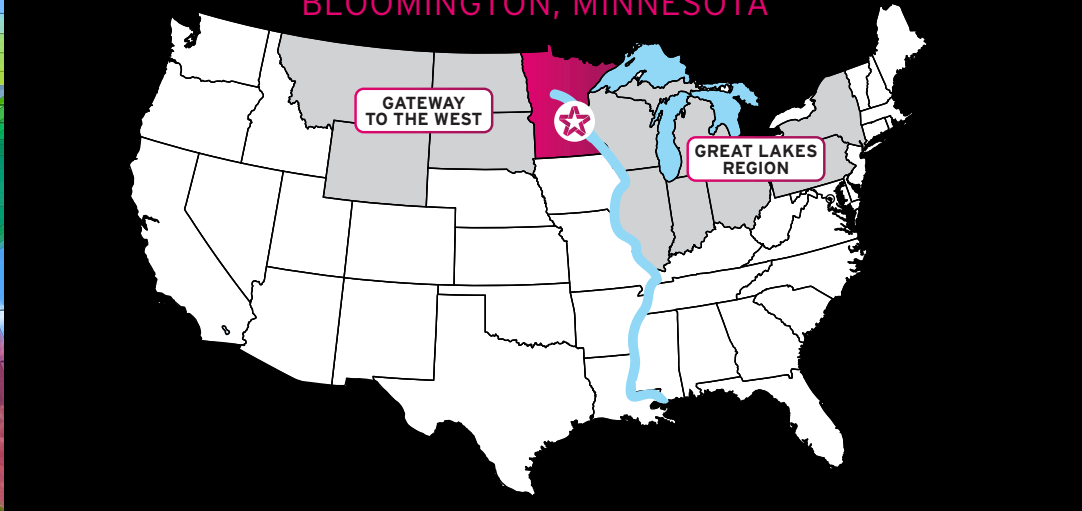 BLOOMINGTON, MINNESOTA
GATEWAY
TO THE WEST
GREAT LAKES
REGION